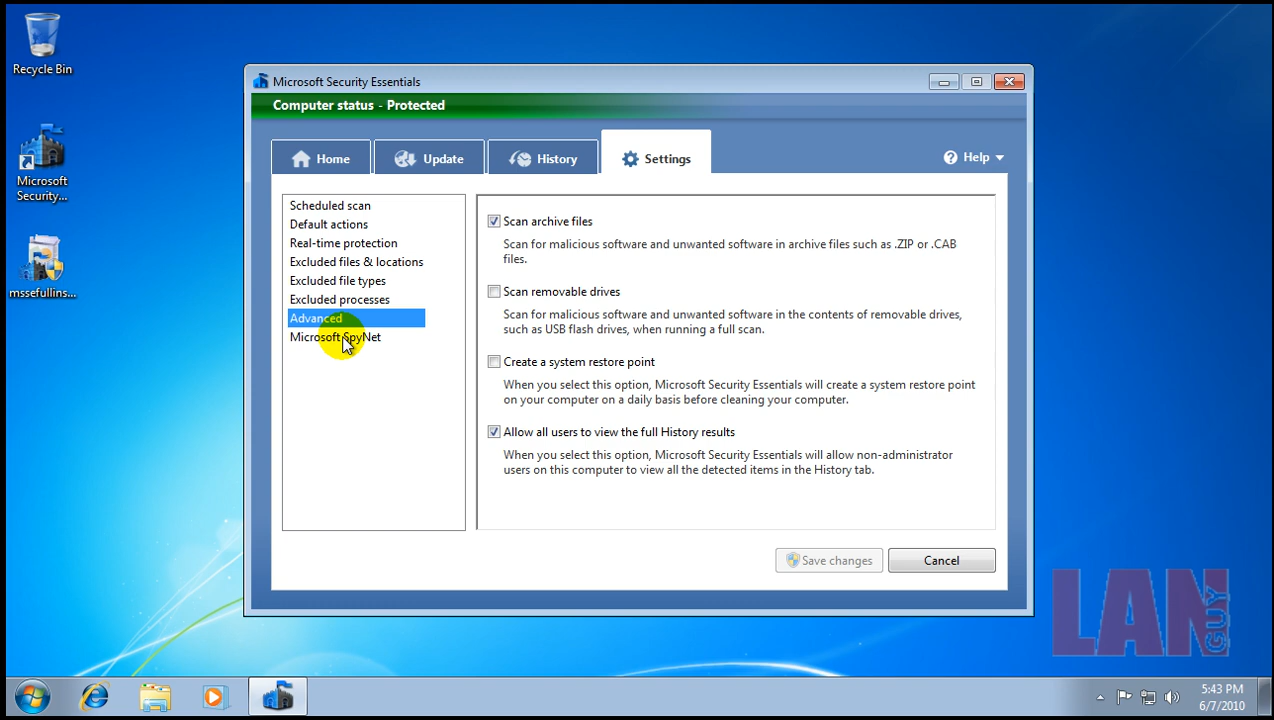 Recycle Bin
Microsoft
Security...
mssefullins...
Microsoft Security Essentials
Computer status - Protected
Home
Update
History
Settings
Help
Scheduled scan
Default actions
Real-time protection
Excluded files & locations
Excluded file types
Excluded processes
Advanced
Microsoft SpyNet
Scan archive files
Scan for malicious software and unwanted software in archive files such as .ZIP or .CAB
files.
Scan removable drives
Scan for malicious software and unwanted software in the contents of removable drives,
such as USB flash drives, when running a full scan.
Create a system restore point
When you select this option, Microsoft Security Essentials will create a system restore point
on your computer on a daily basis before cleaning your computer.
Allow all users to view the full History results
When you select this option, Microsoft Security Essentials will allow non-administrator
users on this computer to view all the detected items in the History tab.
Save changes
Cancel
LAN
GUY
5:43 PM
6/7/2010